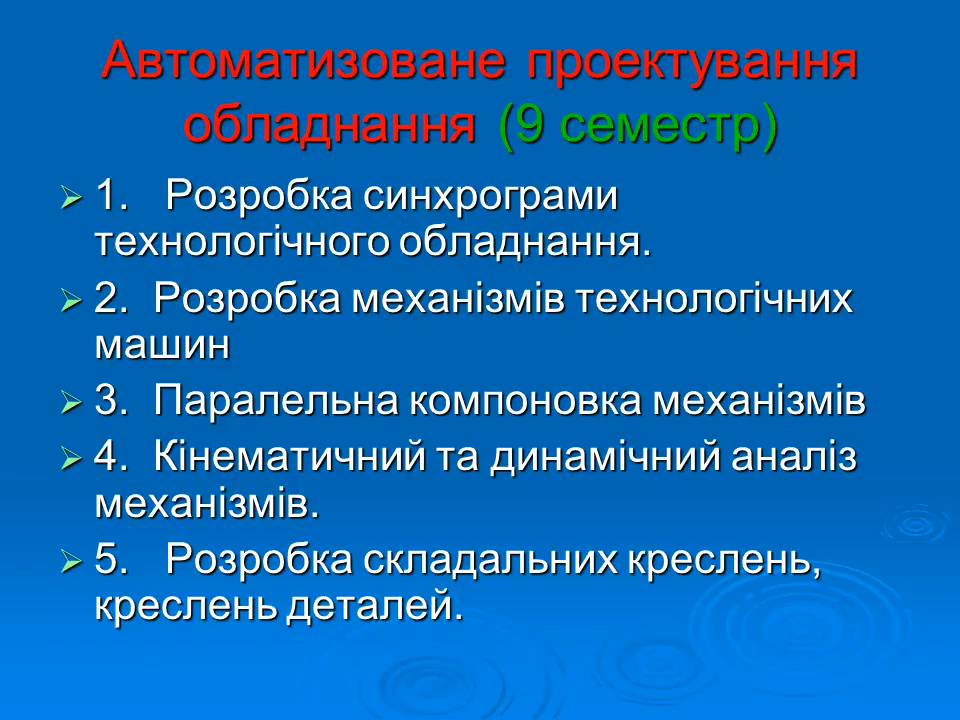 Автоматизоване проектування
обладнання (9 семестр)
1. Розробка синхрограми
технологічного обладнання.
2. Розробка механізмів технологічних
машин
3. Паралельна компоновка механізмів
4. Кінематичний та динамічний аналіз
механізмів.
5. Розробка складальних креслень,
креслень деталей.